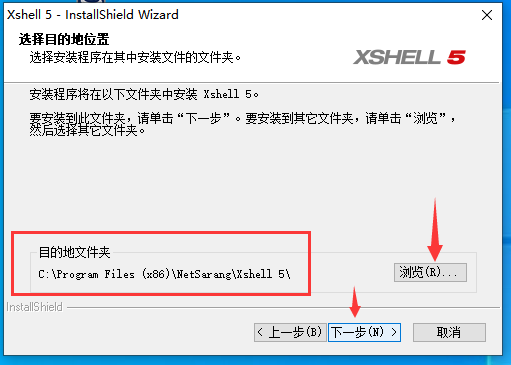 Xshell 5 - InstallShield Wizard
选择目的地位置
选择安装程序在其中安装文件的文件夹。
XSHELL 5
安装程序将在以下文件夹中安装 Xshell 5。
要安装到此文件夹，请单击“下一步”。要安装到其它文件夹，请单击“浏览”，
然后选择其它文件夹。
目的地文件夹
C:\Program Files (x86)\NetSarang\Xshell 5\
浏览(R)...
InstallShield
< 上一步(B)
下一步(N) >
取消